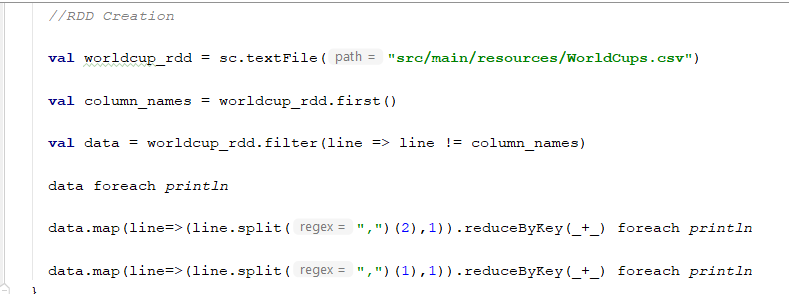 //RDD Creation
val worldcup_rdd = sc.textFile( path = "src/main/resources/WorldCups.csv")
val column_names = worldcup_rdd.first()
val data = worldcup_rdd.filter(line => line != column_names)
data foreach println
data.map(line=>(line.split( regex = ",")(2),1)).reduceByKey(_+_) foreach println
data.map(line=>(line.split( regex = ",")(1),1)).reduceByKey(_+_) foreach println
}